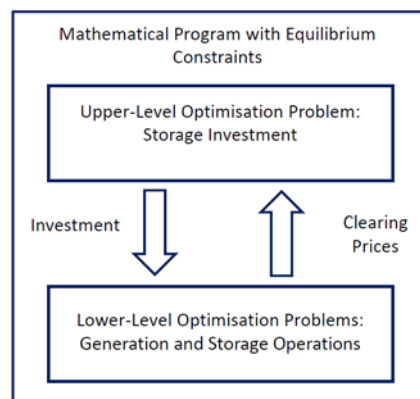 Mathematical Program with Equilibrium
Constraints
Upper-Level Optimisation Problem:
Storage Investment
Investment
Clearing
Prices
Lower-Level Optimisation Problems:
Generation and Storage Operations